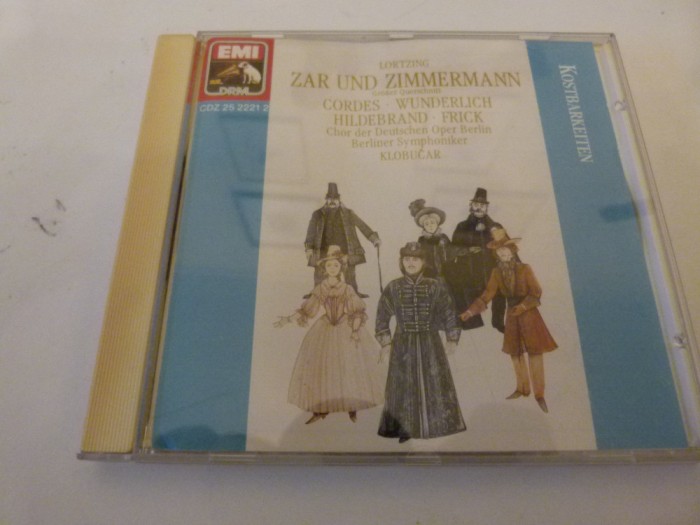 EMI
DRM
CDZ 25 2221 2
LORTZING
ZAR UND ZIMMERMANN
CORDES · WUNDERLICH
HILDEBRAND · FRICK
Chor der Deutschen Oper Berlin
Berliner Symphoniker
KLOBUČAR
KOSTBARKEITEN